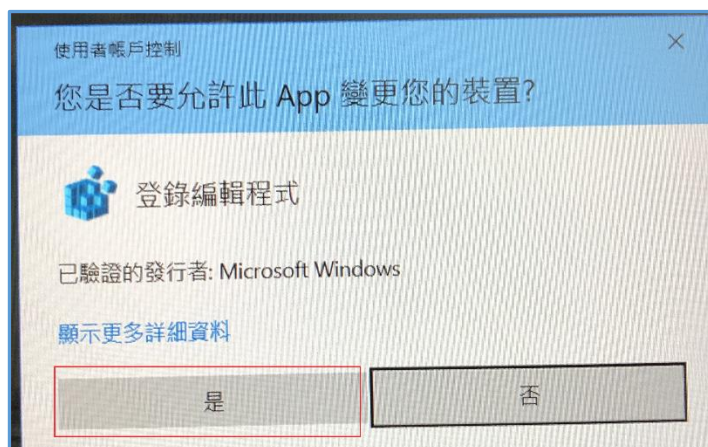 使用者帳戶控制
您是否要允許此 App 變更您的裝置?
登錄編輯程式
已驗證的發行者: Microsoft Windows
顯示更多詳細資料
是
否